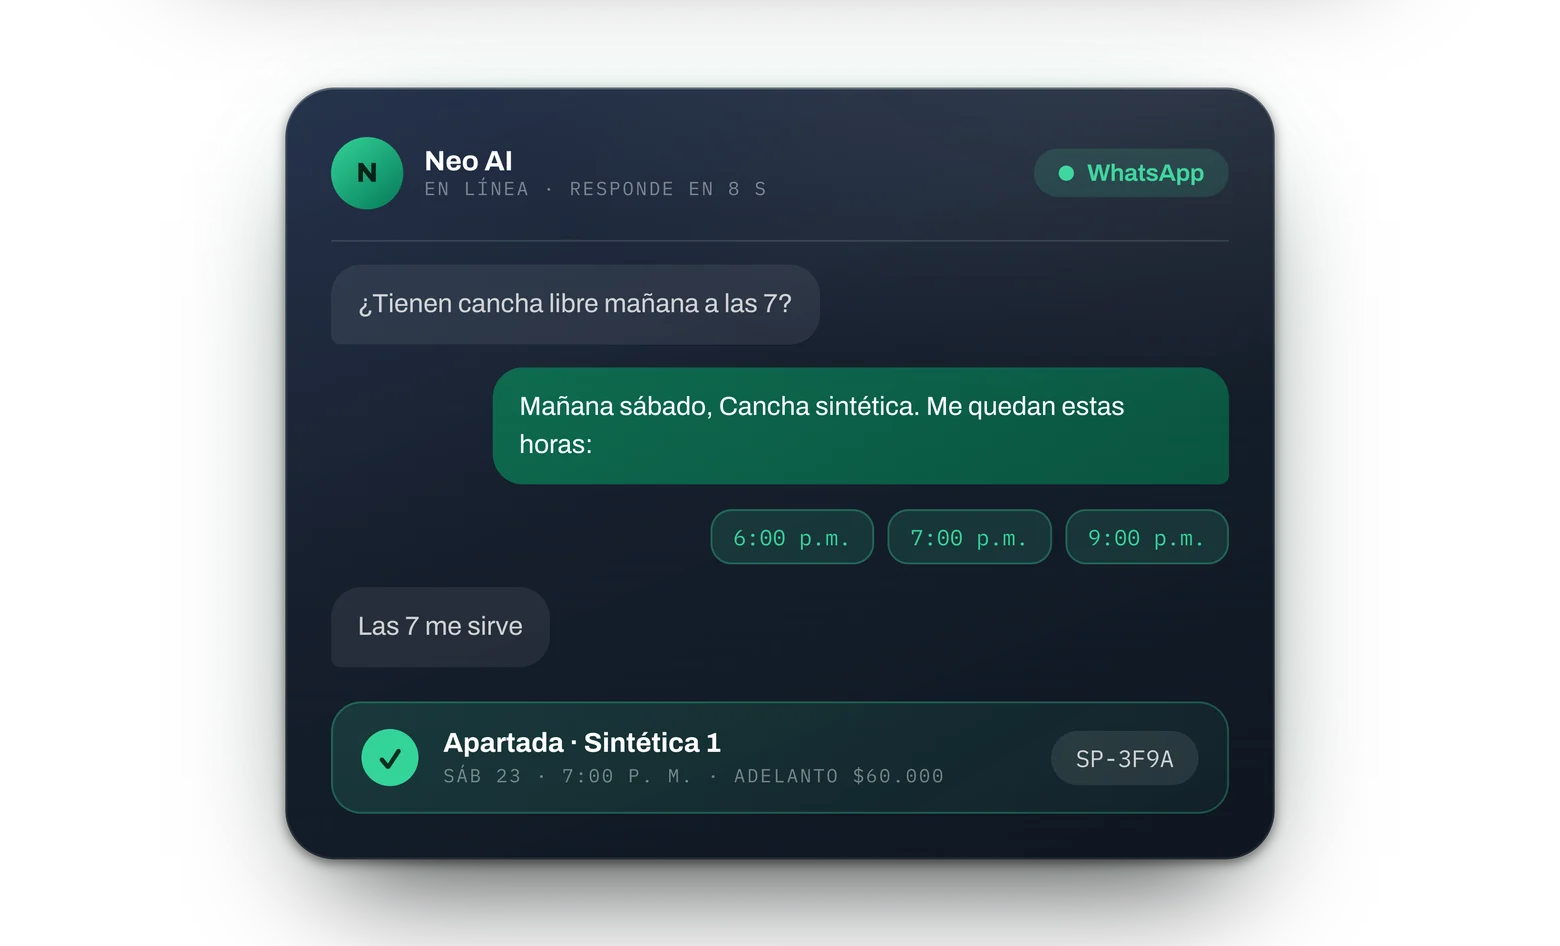 N
Neo AI
EN LÍNEA · RESPONDE EN 8 S
WhatsApp
¿Tienen cancha libre mañana a las 7?
Mañana sábado, Cancha sintética. Me quedan estas
horas:
6:00 p.m.
7:00 p.m.
9:00 p.m.
Las 7 me sirve
Apartada · Sintética 1
SÁB 23 · 7:00 P. M. · ADELANTO $60.000
SP-3F9A